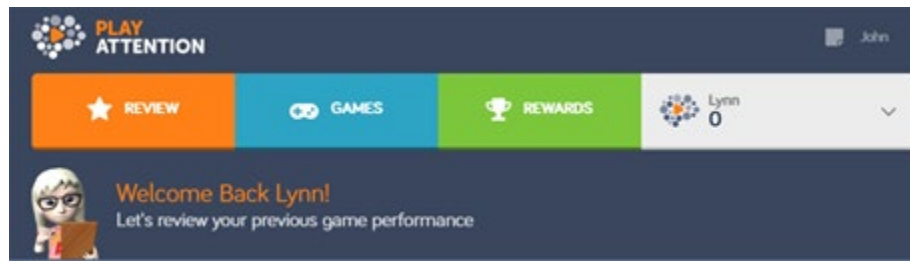 PLAY
ATTENTION
John
REVIEW
GAMES
REWARDS
Lynn
0
Welcome Back Lynn!
Let's review your previous game performance